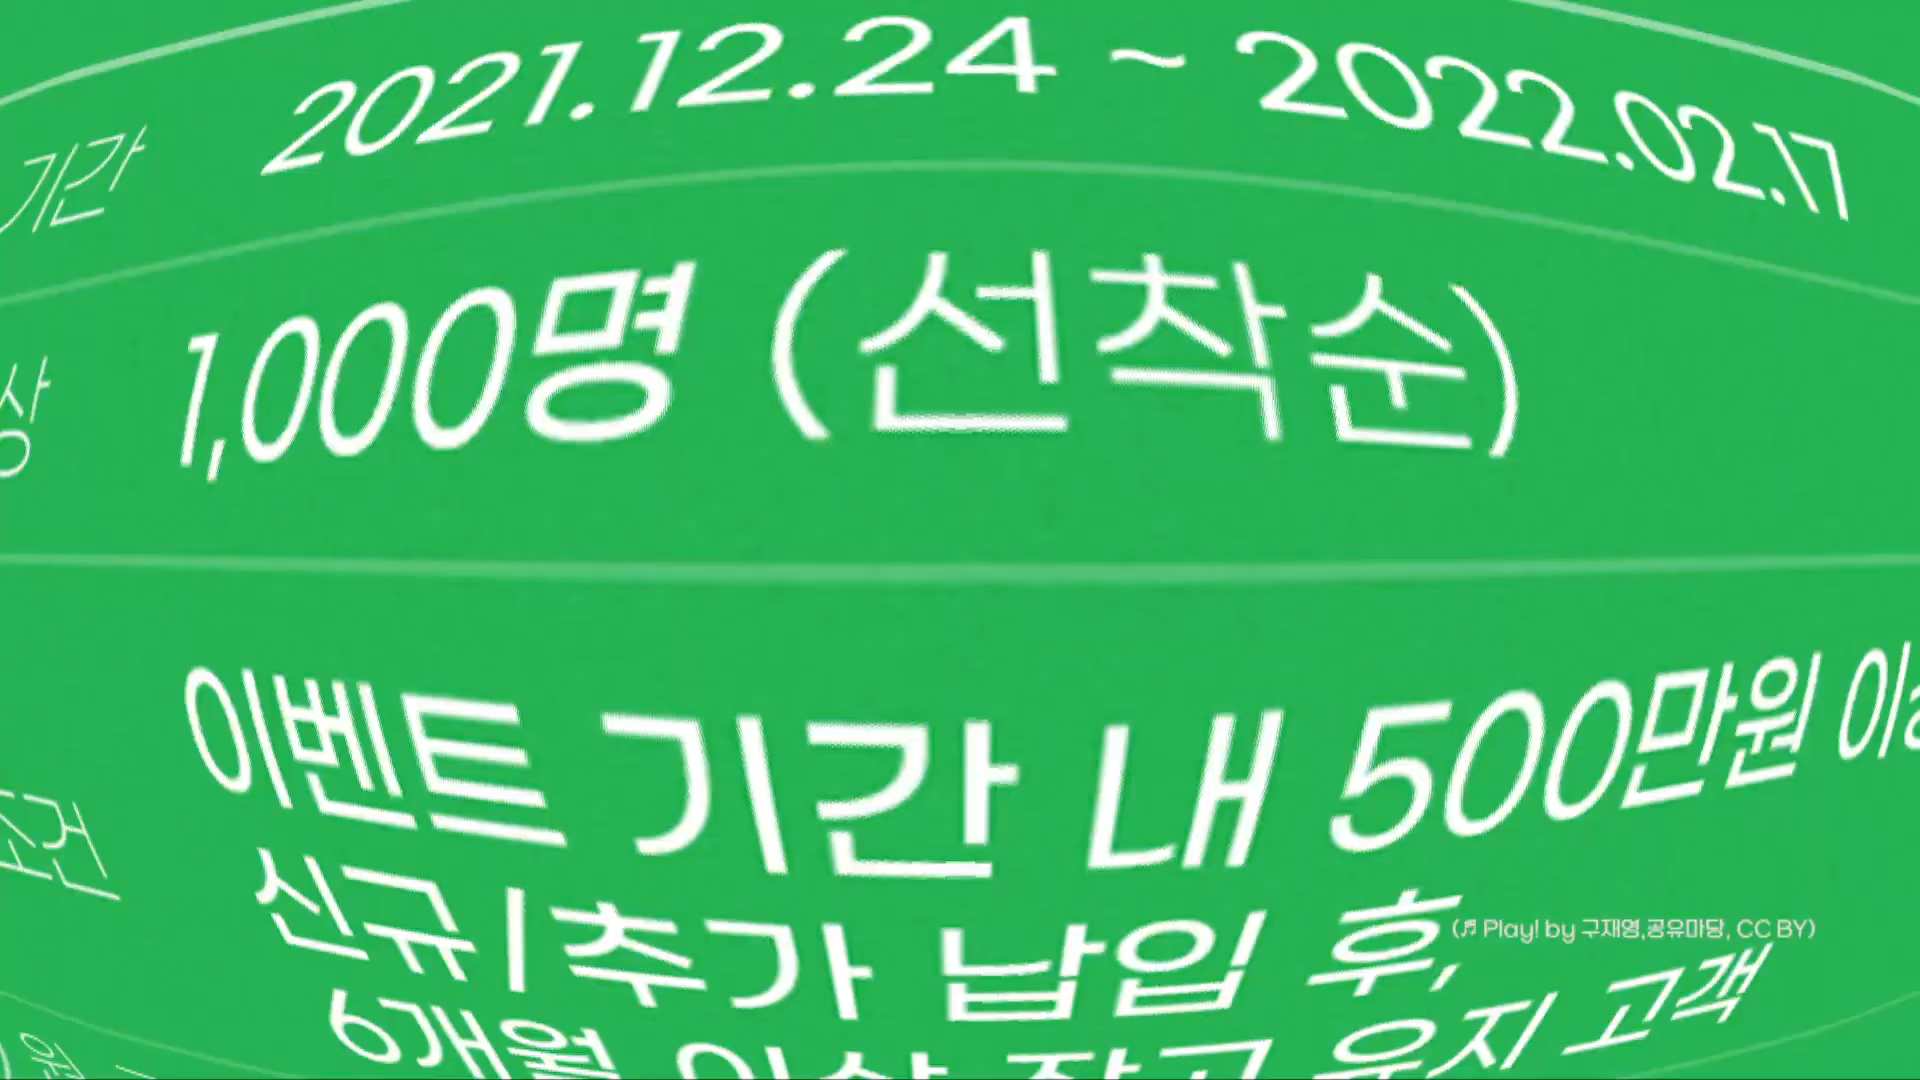 기간 2021.12.24 ~ 2022.02.17
상 1,000명 (선착순)
이벤트 기간 내 500만원 이상
조건
신규/추가 납입 후,
(♬ Play! by 구재영,공유마당, CC BY)
6개월 이상 잔고 유지 고객